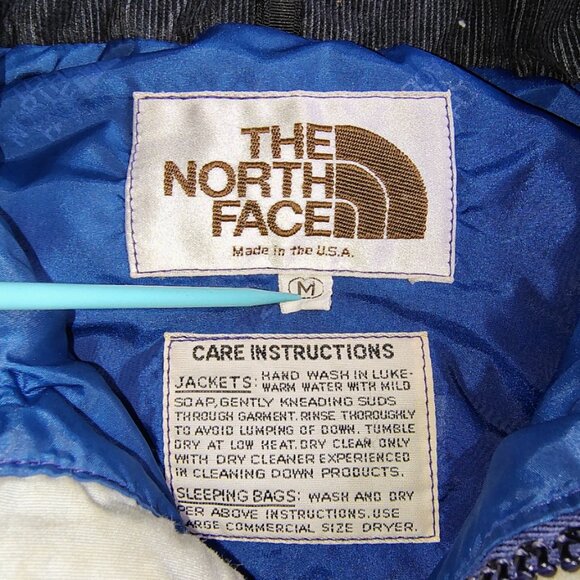 THE
NORTH
FACE
Made in the U.S.A.
M
CARE INSTRUCTIONS
JACKETS: HAND WASH IN LUKE-
WARM WATER WITH MILD
SOAP, GENTLY KNEADING SUDS
THROUGH GARMENT. RINSE THOROUGHLY
TO AVOID LUMPING OF DOWN. TUMBLE
DRY AT LOW HEAT. DRY CLEAN ONLY
WITH DRY CLEANER EXPERIENCED
IN CLEANING DOWN PRODUCTS.
SLEEPING BAGS: WASH AND DRY
PER ABOVE INSTRUCTIONS. USE
LARGE COMMERCIAL SIZE DRYER.